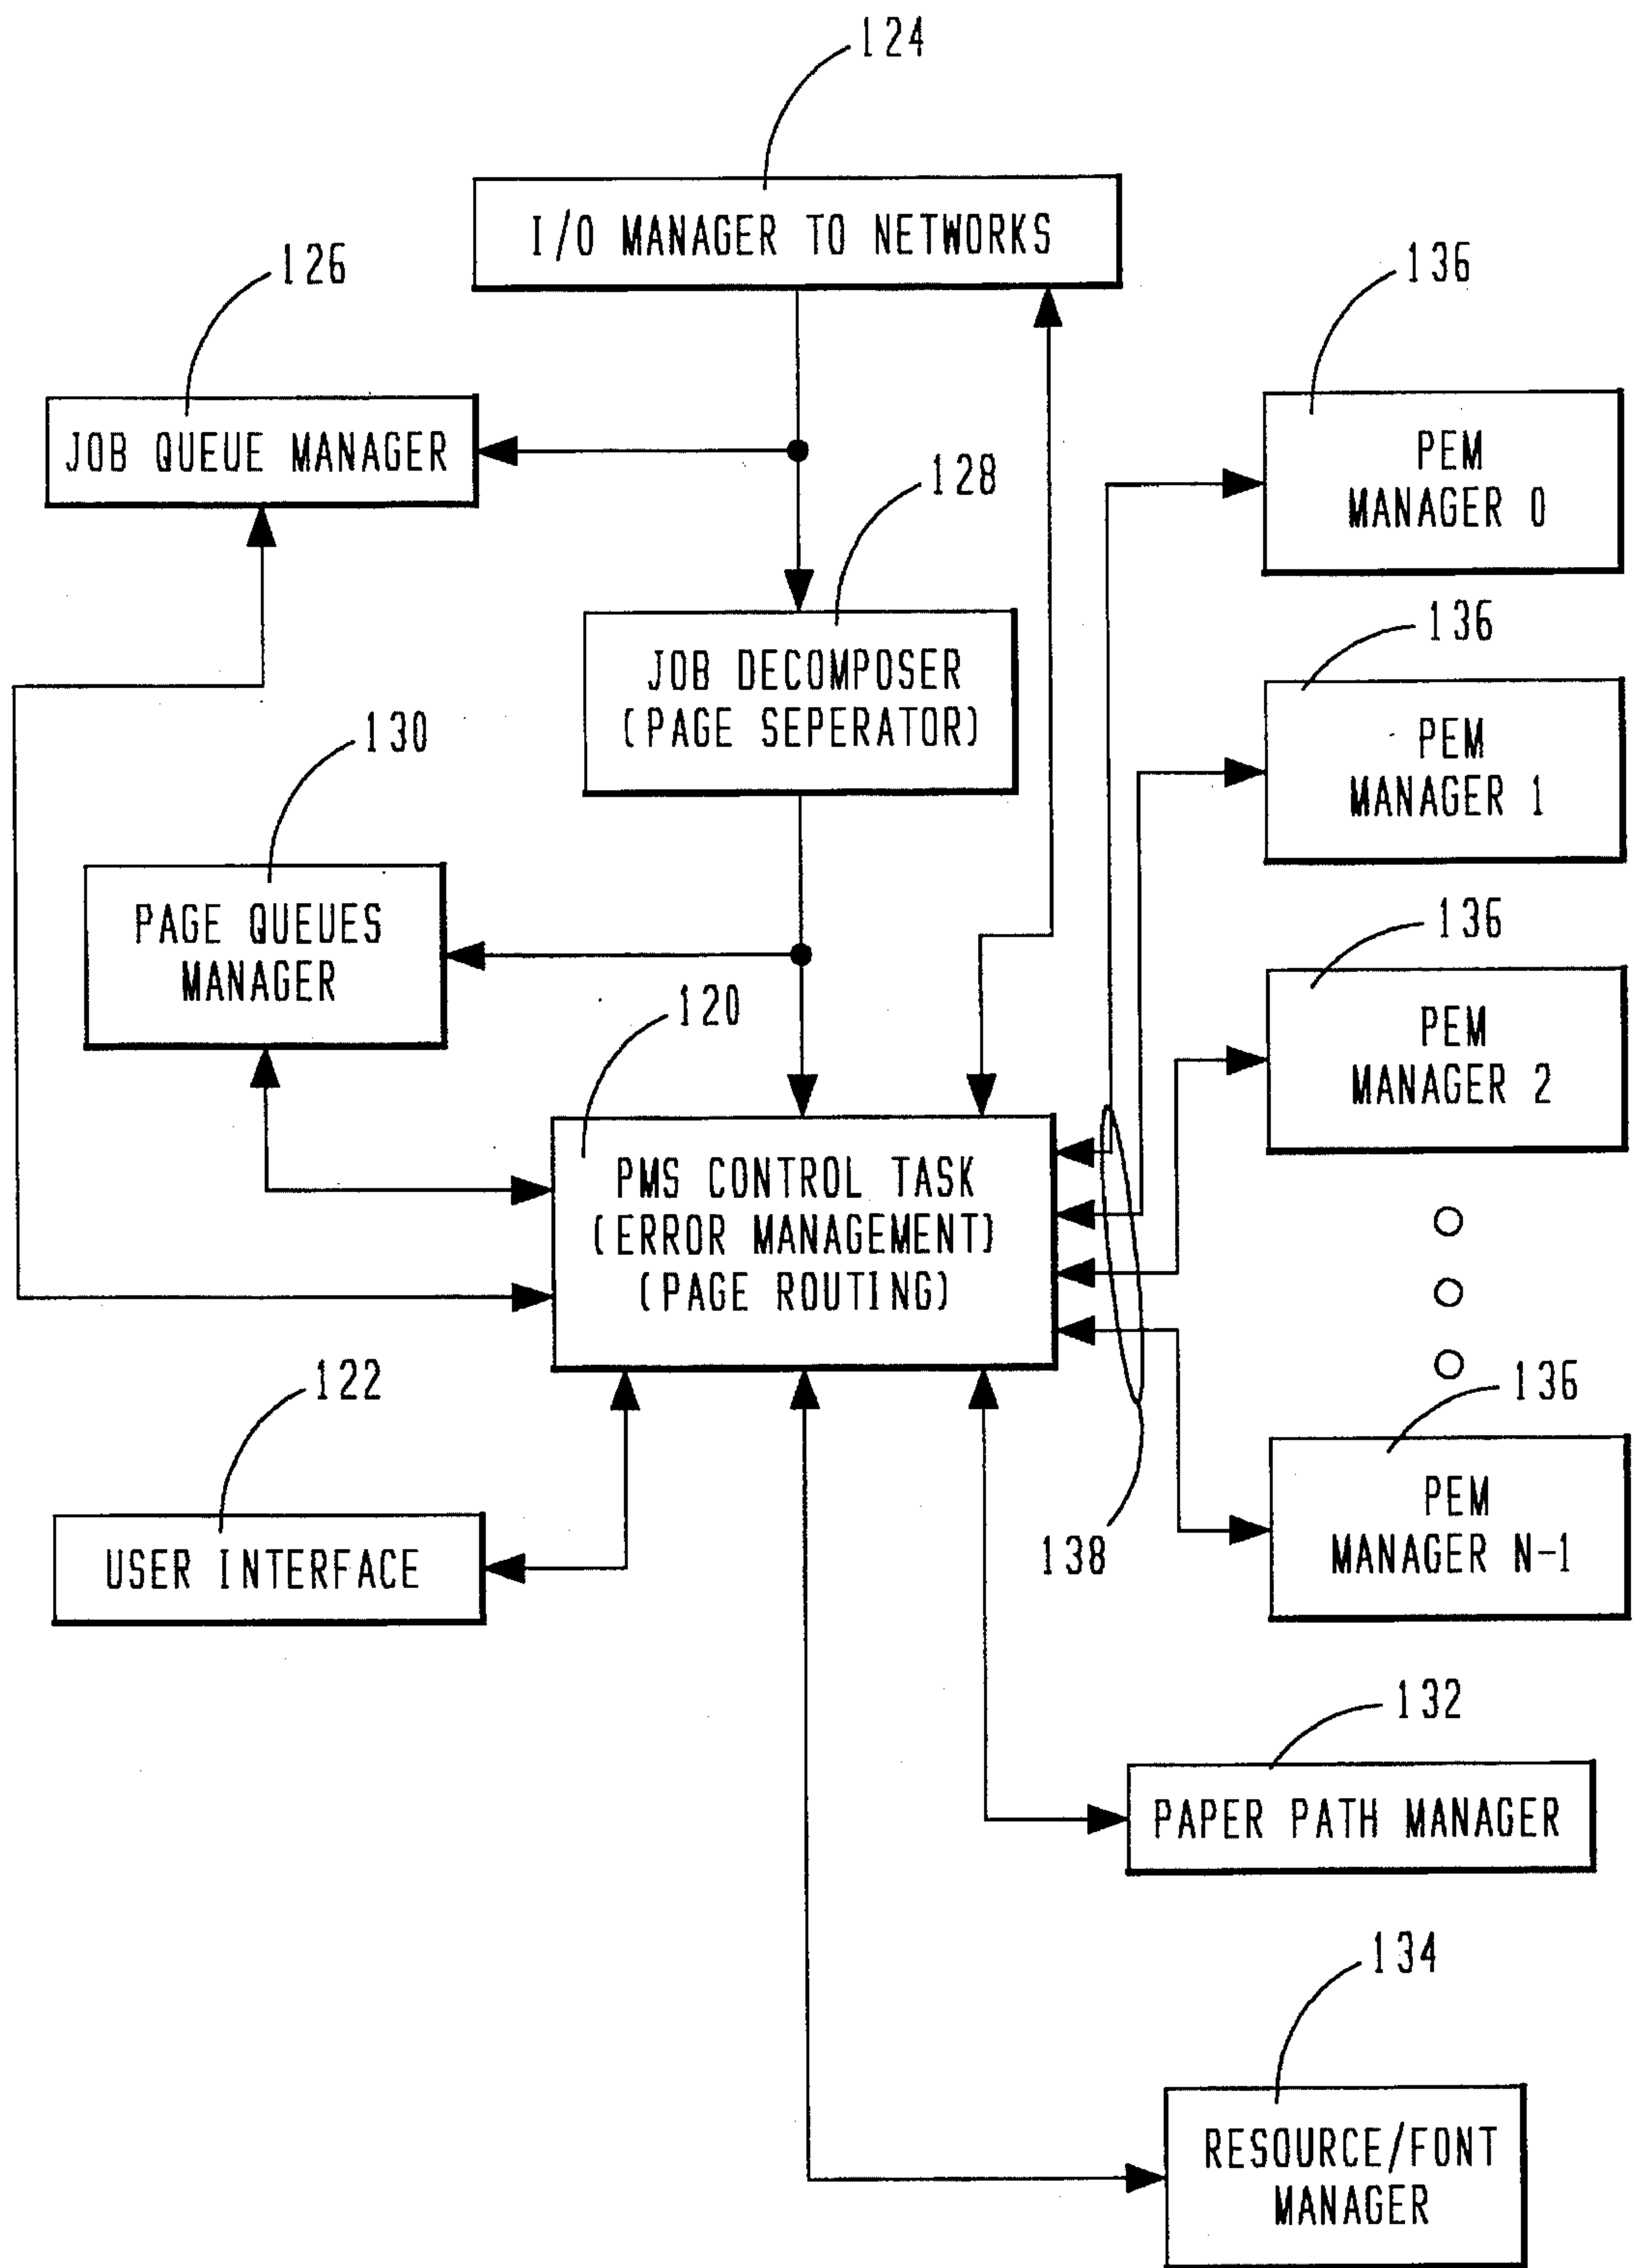 124
I/O MANAGER TO NETWORKS
126
136
JOB QUEUE MANAGER
PEM
MANAGER 0
128
136
JOB DECOMPOSER
(PAGE SEPERATOR)
PEM
MANAGER 1
130
PAGE QUEUES
MANAGER
136
PEM
MANAGER 2
120
PMS CONTROL TASK
(ERROR MANAGEMENT)
(PAGE ROUTING)
122
USER INTERFACE
136
PEM
MANAGER N-1
138
132
PAPER PATH MANAGER
134
RESOURCE/FONT
MANAGER